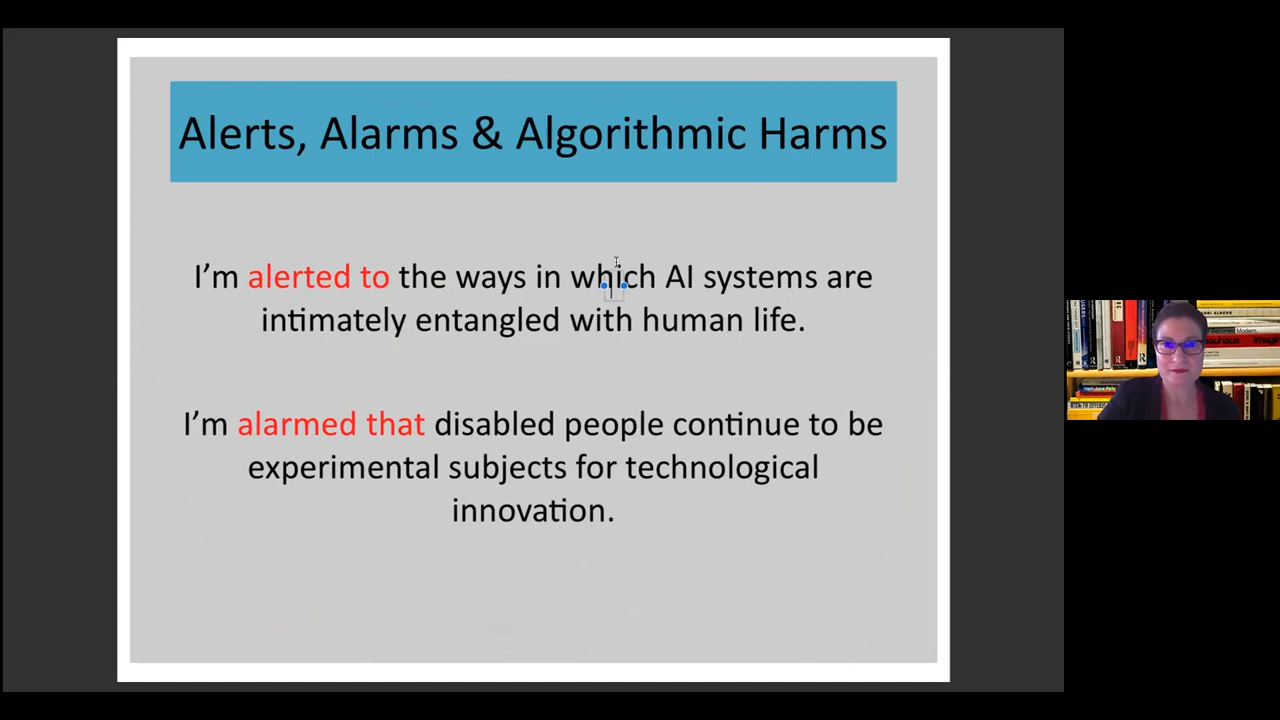 Alerts, Alarms & Algorithmic Harms
I'm alerted to the ways in which AI systems are
intimately entangled with human life.
I'm alarmed that disabled people continue to be
experimental subjects for technological
innovation.